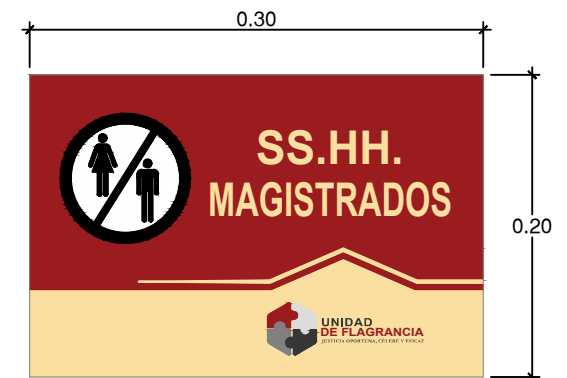 0.30
SS.HH.
MAGISTRADOS
0.20
UNIDAD
DE FLAGRANCIA
JUSTICIA OPORTUNA, CÉLERE Y EFICAZ